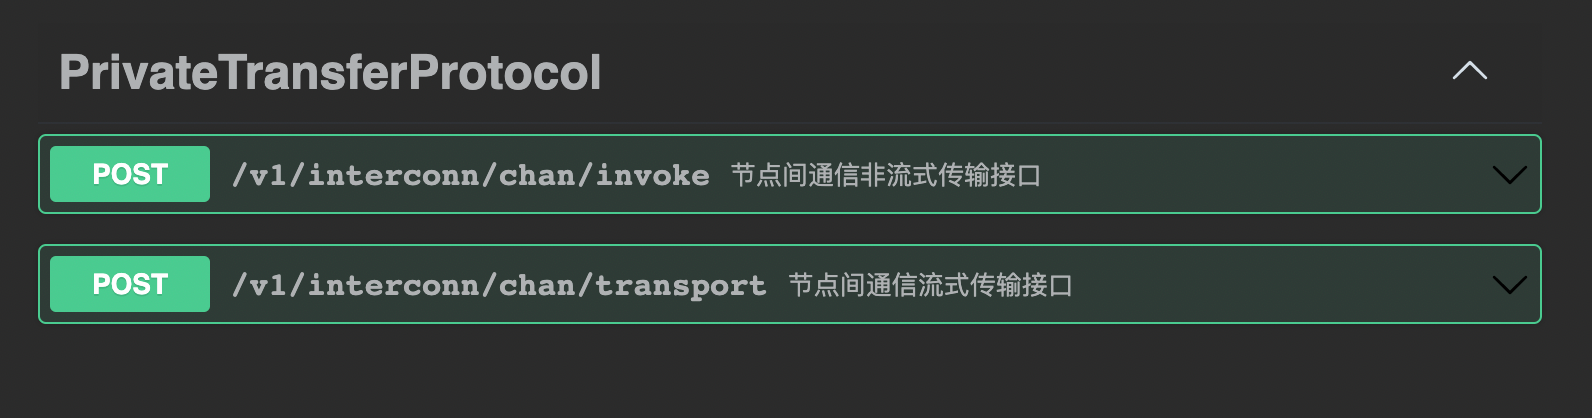 PrivateTransferProtocol
POST /v1/interconn/chan/invoke 节点间通信非流式传输接口
POST /v1/interconn/chan/transport 节点间通信流式传输接口